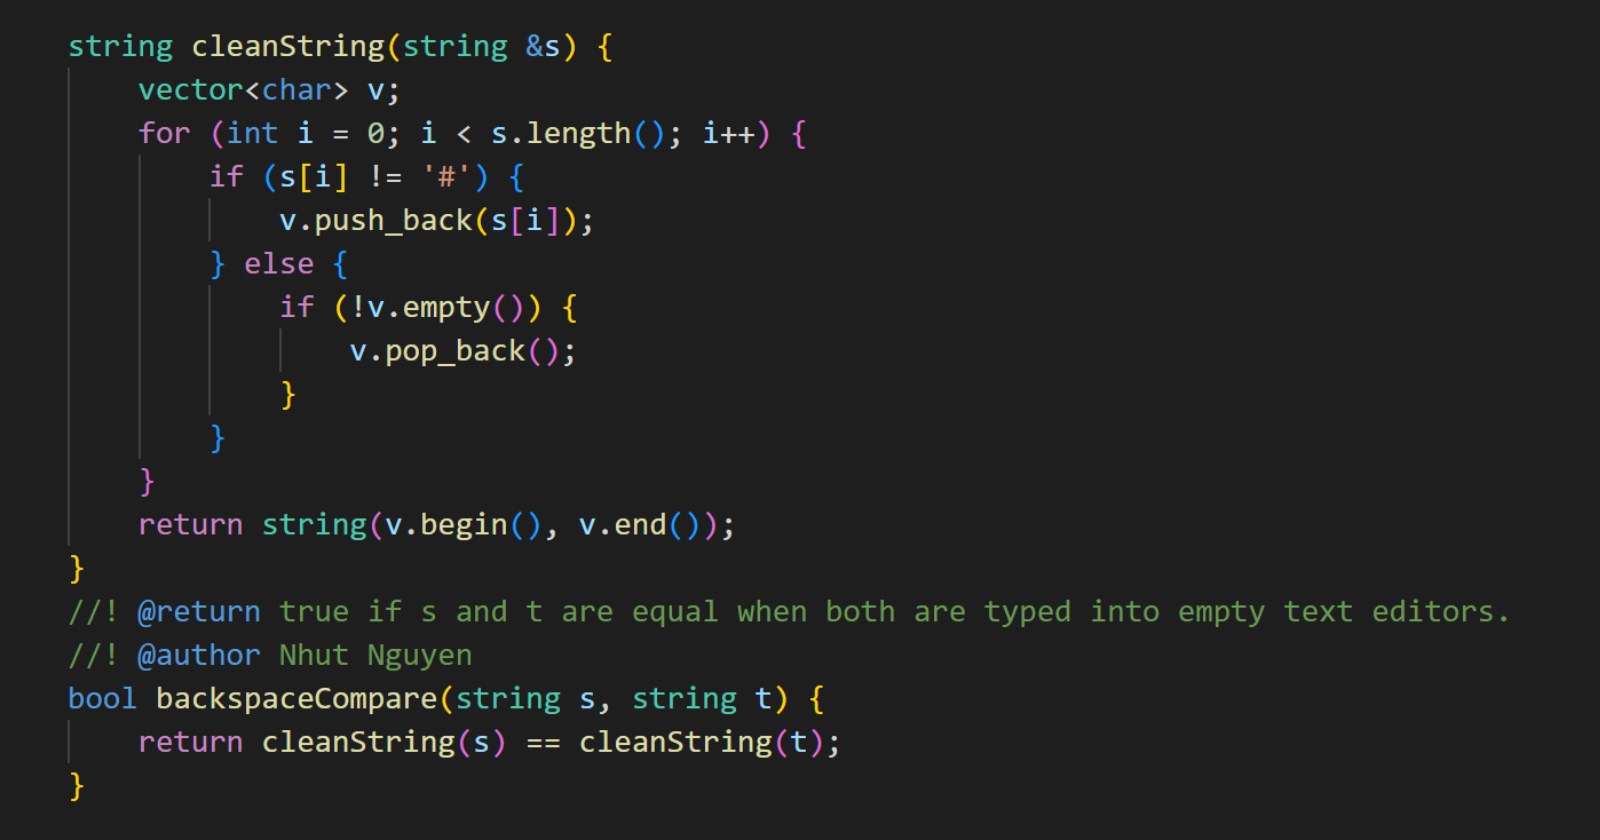 string cleanString(string &s) {
    vector<char> v;
    for (int i = 0; i < s.length(); i++) {
        if (s[i] != '#') {
            v.push_back(s[i]);
        } else {
            if (!v.empty()) {
                v.pop_back();
            }
        }
    }
    return string(v.begin(), v.end());
}
//! @return true if s and t are equal when both are typed into empty text editors.
//! @author Nhut Nguyen
bool backspaceCompare(string s, string t) {
    return cleanString(s) == cleanString(t);
}